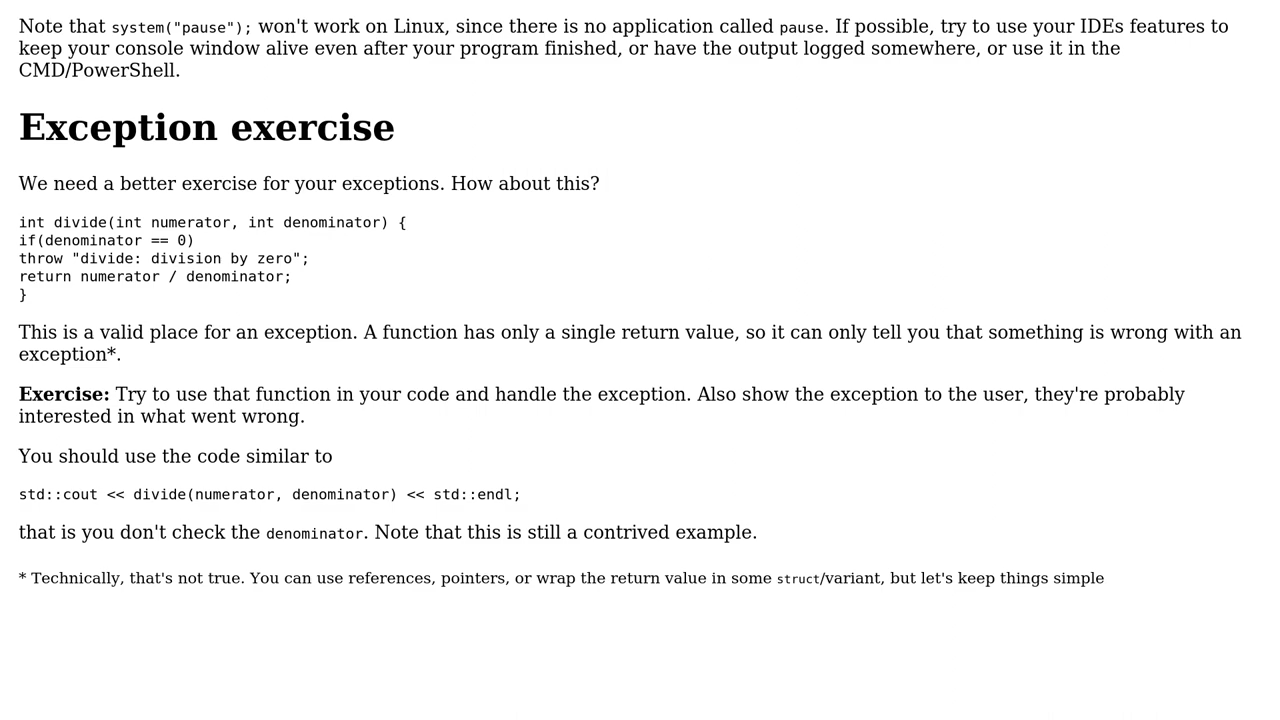 Note that system("pause"); won't work on Linux, since there is no application called pause. If possible, try to use your IDEs features to
keep your console window alive even after your program finished, or have the output logged somewhere, or use it in the
CMD/PowerShell.
Exception exercise
We need a better exercise for your exceptions. How about this?
int divide(int numerator, int denominator) {
if(denominator == 0)
throw "divide: division by zero";
return numerator / denominator;
}
This is a valid place for an exception. A function has only a single return value, so it can only tell you that something is wrong with an
exception*.
Exercise: Try to use that function in your code and handle the exception. Also show the exception to the user, they're probably
interested in what went wrong.
You should use the code similar to
std::cout << divide(numerator, denominator) << std::endl;
that is you don't check the denominator. Note that this is still a contrived example.
* Technically, that's not true. You can use references, pointers, or wrap the return value in some struct/variant, but let's keep things simple